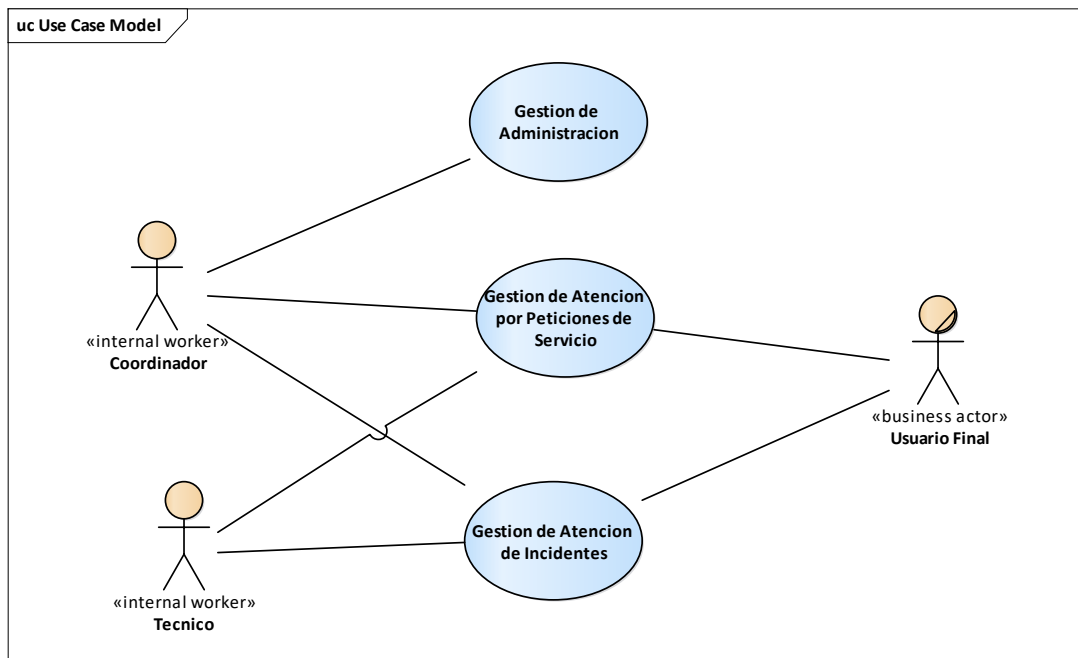 uc Use Case Model
Gestion de
Administracion
«internal worker»
Coordinador
Gestion de Atencion
por Peticiones de
Servicio
«business actor»
Usuario Final
«internal worker»
Tecnico
Gestion de Atencion
de Incidentes